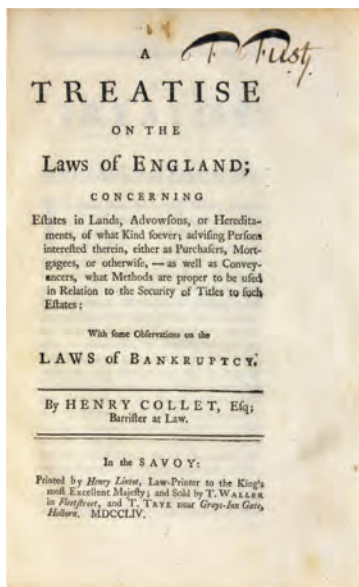 A
TREATISE
ON THE
Laws of ENGLAND;
CONCERNING
Eſtates in Lands, Advowſons, or Heredita-
ments, of what Kind ſoever; adviſing Perſons
intereſted therein, either as Purchaſers, Mort-
gagees, or otherwiſe, — as well as Convey-
ancers, what Methods are proper to be uſed
in Relation to the Security of Titles to ſuch
Eſtates:
With ſome Obſervations on the
LAWS of BANKRUPTCY.
By HENRY COLLET, Eſq;
Barriſter at Law.
In the SAVOY:
Printed by Henry Lintot, Law-Printer to the King's
moſt Excellent Majeſty; and Sold by T. WALLER
in Fleetſtreet, and T. TRYE near Grays-Inn Gate,
Holborn. MDCCLIV.